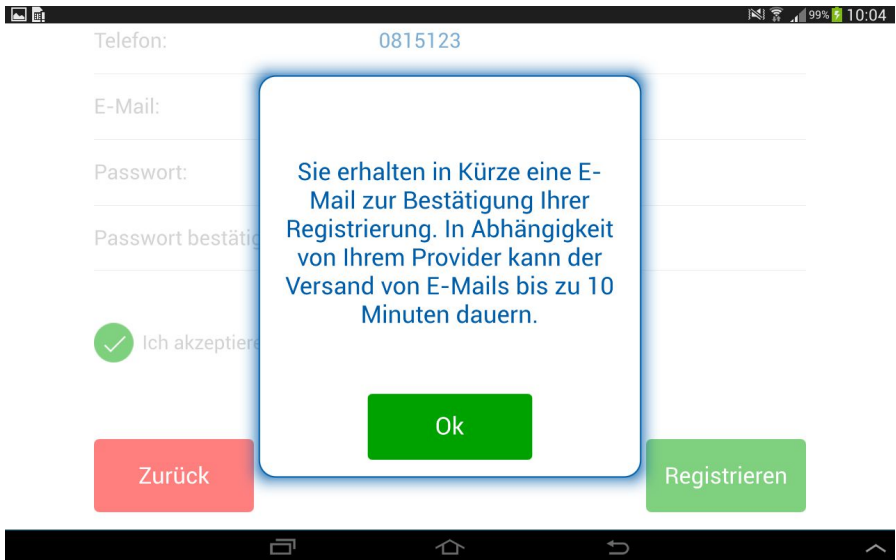 99% 10:04
Telefon: 0815123
E-Mail:
Passwort:
Passwort bestätig
Ich akzeptiere
Sie erhalten in Kürze eine E-
Mail zur Bestätigung Ihrer
Registrierung. In Abhängigkeit
von Ihrem Provider kann der
Versand von E-Mails bis zu 10
Minuten dauern.
Ok
Zurück
Registrieren